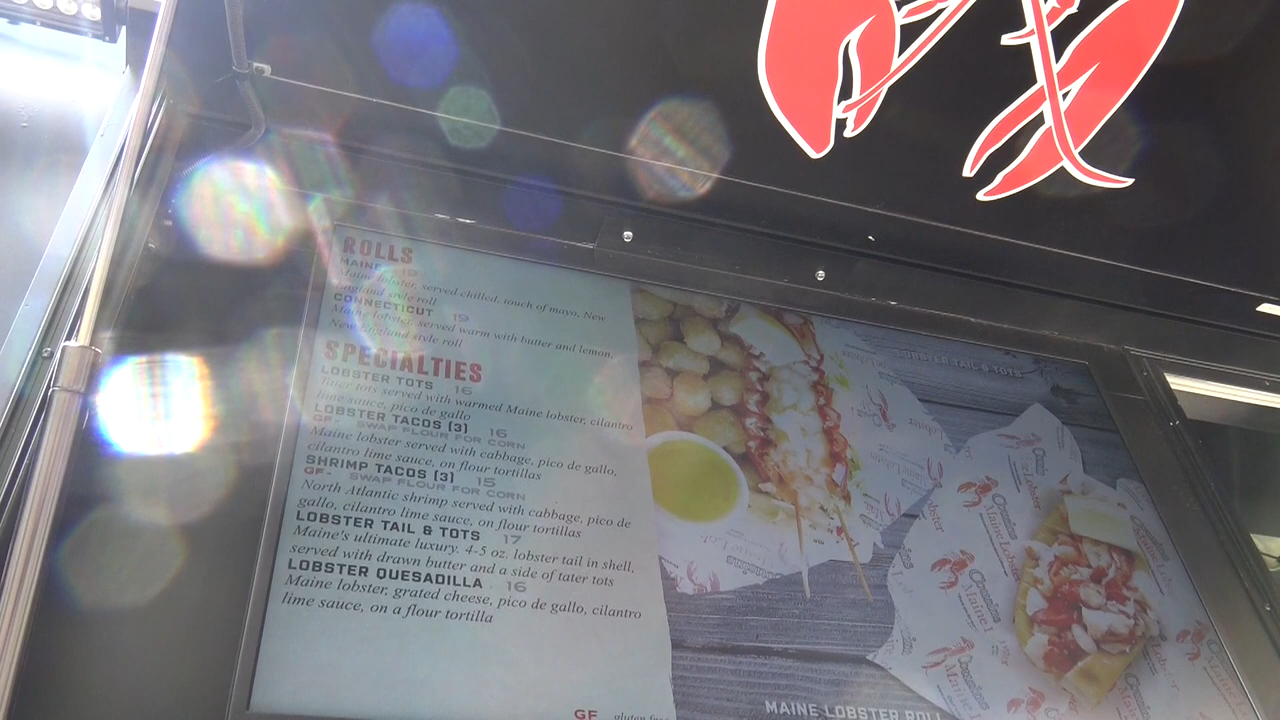 ROLLS
MAINE 19
Maine lobster, served chilled, touch of mayo, New
England style roll
CONNECTICUT 19
Maine lobster, served warm with butter and lemon,
New England style roll
SPECIALTIES
LOBSTER TOTS 16
Tater tots served with warmed Maine lobster, cilantro
lime sauce, pico de gallo
LOBSTER TACOS (3) 16
GF- SWAP FLOUR FOR CORN
Maine lobster served with cabbage, pico de gallo,
cilantro lime sauce, on flour tortillas
SHRIMP TACOS (3) 15
GF- SWAP FLOUR FOR CORN
North Atlantic shrimp served with cabbage, pico de
gallo, cilantro lime sauce, on flour tortillas
LOBSTER TAIL & TOTS 17
Maine's ultimate luxury. 4-5 oz. lobster tail in shell,
served with drawn butter and a side of tater tots
LOBSTER QUESADILLA 16
Maine lobster, grated cheese, pico de gallo, cilantro
lime sauce, on a flour tortilla
GF gluten free
LOBSTER TAIL & TOTS
Cousins
Maine Lobster
MAINE LOBSTER ROLL